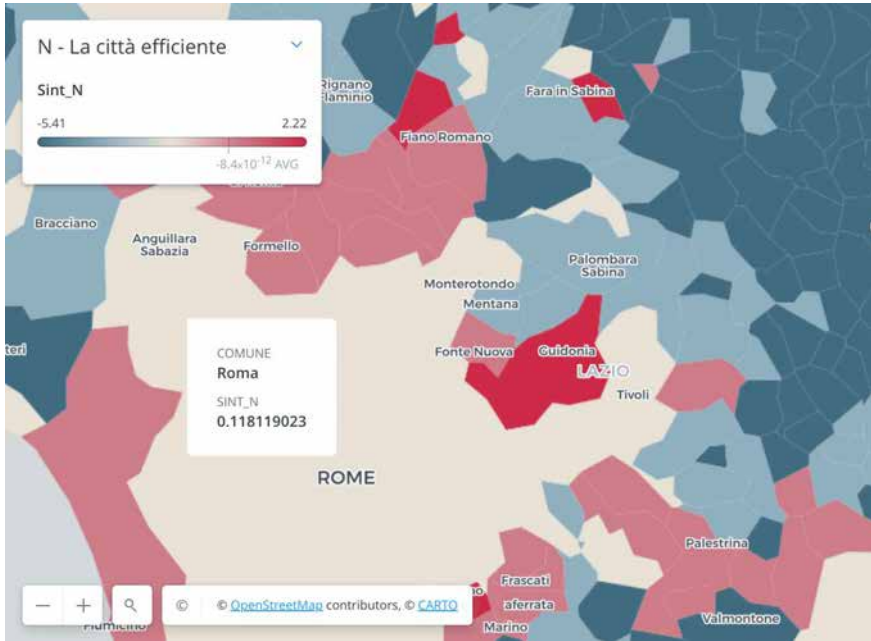 N - La città efficiente
Sint_N
-5.41
2.22
-8.4x10-12 AVG
Rignano
Flaminio
Fara in Sabina
Fiano Romano
Bracciano
Anguillara
Sabazia
Formello
Palombara
Sabina
Monterotondo
Mentana
Fonte Nuova
Guidonia
LAZIO
Tivoli
COMUNE
Roma
SINT_N
0.118119023
ROME
Palestrina
Frascati
aferrata
Marino
Valmontone
Fiumicino
© © OpenStreetMap contributors, © CARTO